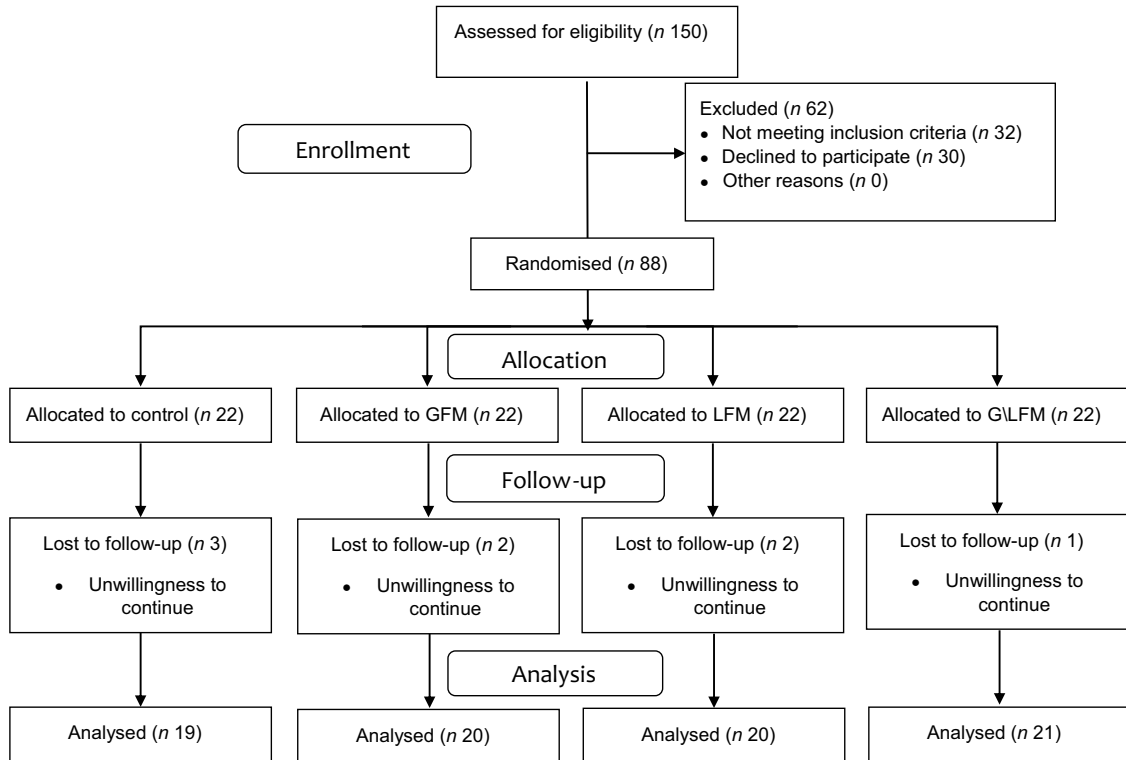 Assessed for eligibility (n 150)
Excluded (n 62)
• Not meeting inclusion criteria (n 32)
• Declined to participate (n 30)
• Other reasons (n 0)
Enrollment
Randomised (n 88)
Allocation
Allocated to control (n 22)
Allocated to GFM (n 22)
Allocated to LFM (n 22)
Allocated to G\LFM (n 22)
Follow-up
Lost to follow-up (n 3)
• Unwillingness to
continue
Lost to follow-up (n 2)
• Unwillingness to
continue
Lost to follow-up (n 2)
• Unwillingness to
continue
Lost to follow-up (n 1)
• Unwillingness to
continue
Analysis
Analysed (n 19)
Analysed (n 20)
Analysed (n 20)
Analysed (n 21)